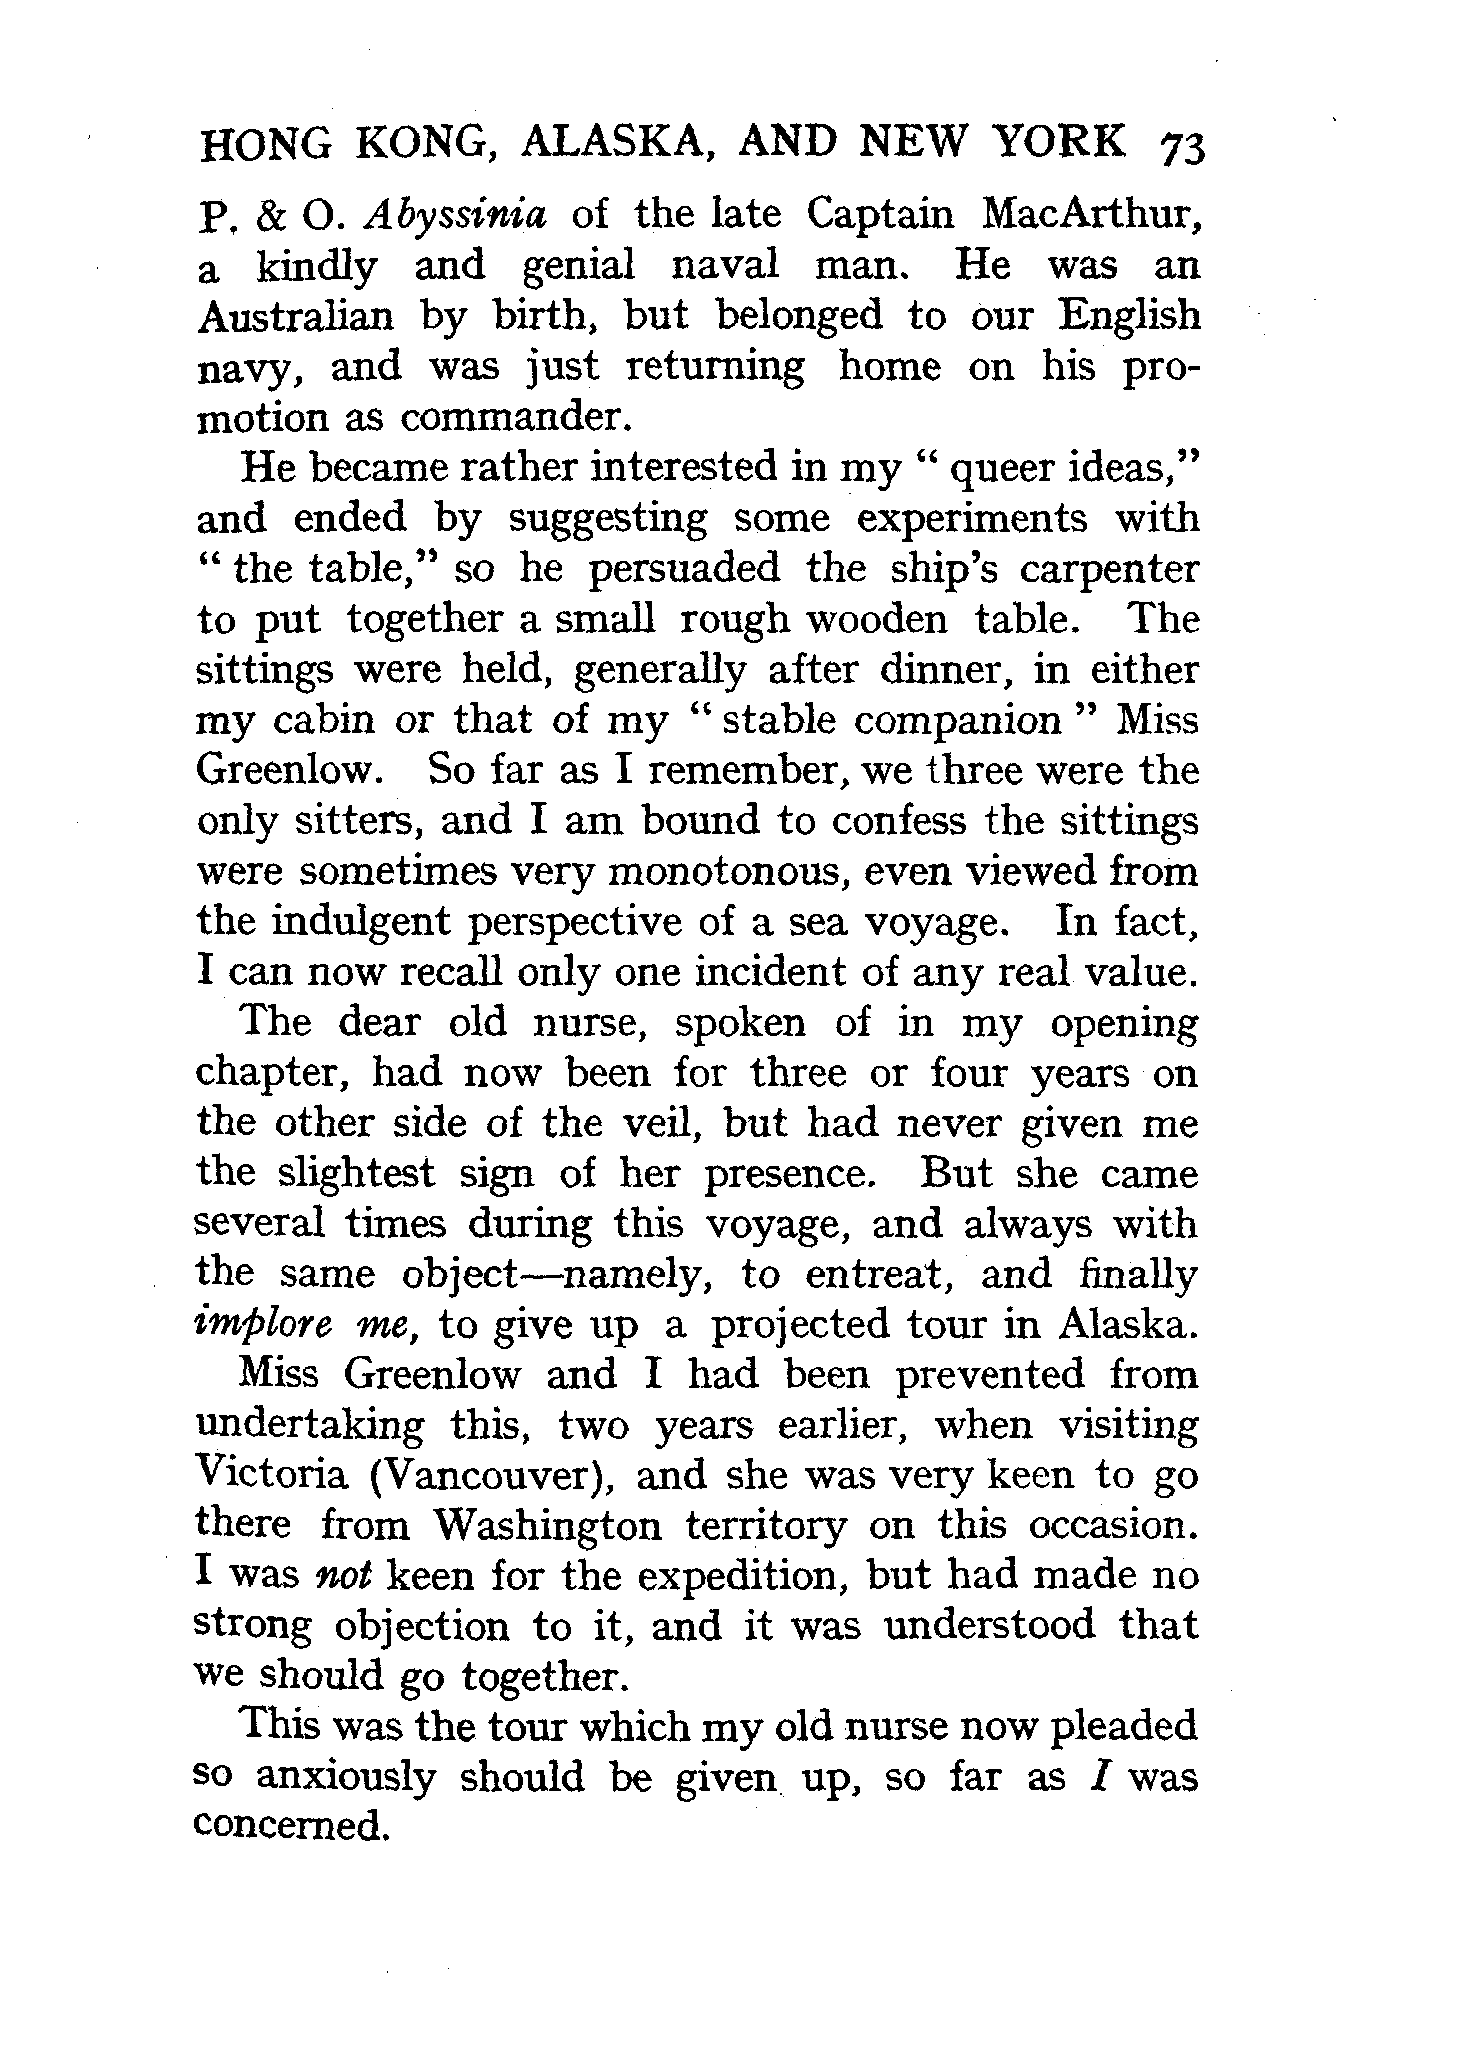 HONG KONG, ALASKA, AND NEW YORK 73
P. & O. Abyssinia of the late Captain MacArthur,
a kindly and genial naval man. He was an
Australian by birth, but belonged to our English
navy, and was just returning home on his pro-
motion as commander.
He became rather interested in my “ queer ideas,”
and ended by suggesting some experiments with
“ the table,” so he persuaded the ship's carpenter
to put together a small rough wooden table. The
sittings were held, generally after dinner, in either
my cabin or that of my “ stable companion ” Miss
Greenlow. So far as I remember, we three were the
only sitters, and I am bound to confess the sittings
were sometimes very monotonous, even viewed from
the indulgent perspective of a sea voyage. In fact,
I can now recall only one incident of any real value.
The dear old nurse, spoken of in my opening
chapter, had now been for three or four years on
the other side of the veil, but had never given me
the slightest sign of her presence. But she came
several times during this voyage, and always with
the same object—namely, to entreat, and finally
implore me, to give up a projected tour in Alaska.
Miss Greenlow and I had been prevented from
undertaking this, two years earlier, when visiting
Victoria (Vancouver), and she was very keen to go
there from Washington territory on this occasion.
I was not keen for the expedition, but had made no
strong objection to it, and it was understood that
we should go together.
This was the tour which my old nurse now pleaded
so anxiously should be given up, so far as I was
concerned.